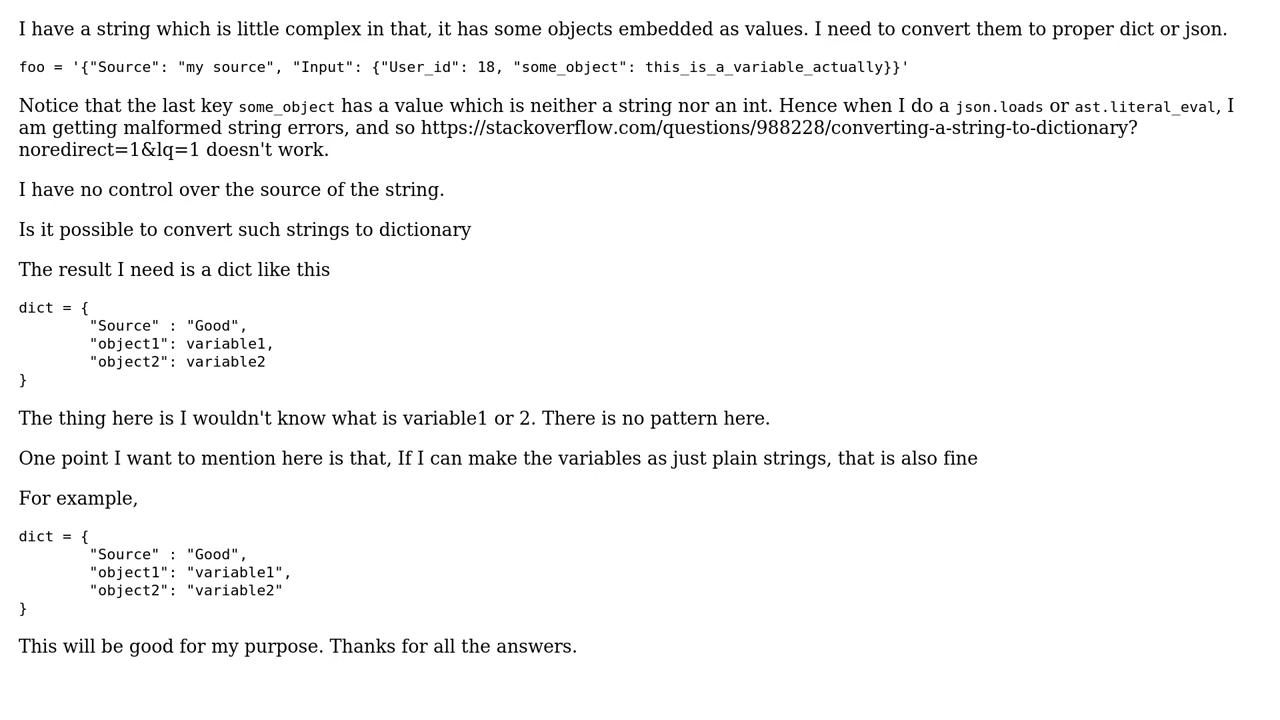 I have a string which is little complex in that, it has some objects embedded as values. I need to convert them to proper dict or json.
foo = '{"Source": "my source", "Input": {"User_id": 18, "some_object": this_is_a_variable_actually}}'
Notice that the last key some_object has a value which is neither a string nor an int. Hence when I do a json.loads or ast.literal_eval, I
am getting malformed string errors, and so https://stackoverflow.com/questions/988228/converting-a-string-to-dictionary?
noredirect=1&lq=1 doesn't work.
I have no control over the source of the string.
Is it possible to convert such strings to dictionary
The result I need is a dict like this
dict = {
        "Source" : "Good",
        "object1": variable1,
        "object2": variable2
}
The thing here is I wouldn't know what is variable1 or 2. There is no pattern here.
One point I want to mention here is that, If I can make the variables as just plain strings, that is also fine
For example,
dict = {
        "Source" : "Good",
        "object1": "variable1",
        "object2": "variable2"
}
This will be good for my purpose. Thanks for all the answers.